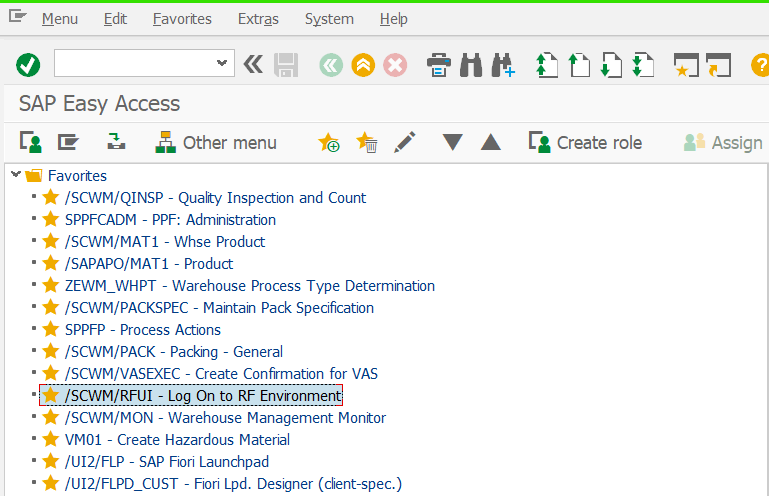 Menu Edit Favorites Extras System Help
SAP Easy Access
Other menu Create role Assign
Favorites
/SCWM/QINSP - Quality Inspection and Count
SPPFCADM - PPF: Administration
/SCWM/MAT1 - Whse Product
/SAPAPO/MAT1 - Product
ZEWM_WHPT - Warehouse Process Type Determination
/SCWM/PACKSPEC - Maintain Pack Specification
SPPFP - Process Actions
/SCWM/PACK - Packing - General
/SCWM/VASEXEC - Create Confirmation for VAS
/SCWM/RFUI - Log On to RF Environment
/SCWM/MON - Warehouse Management Monitor
VM01 - Create Hazardous Material
/UI2/FLP - SAP Fiori Launchpad
/UI2/FLPD_CUST - Fiori Lpd. Designer (client-spec.)